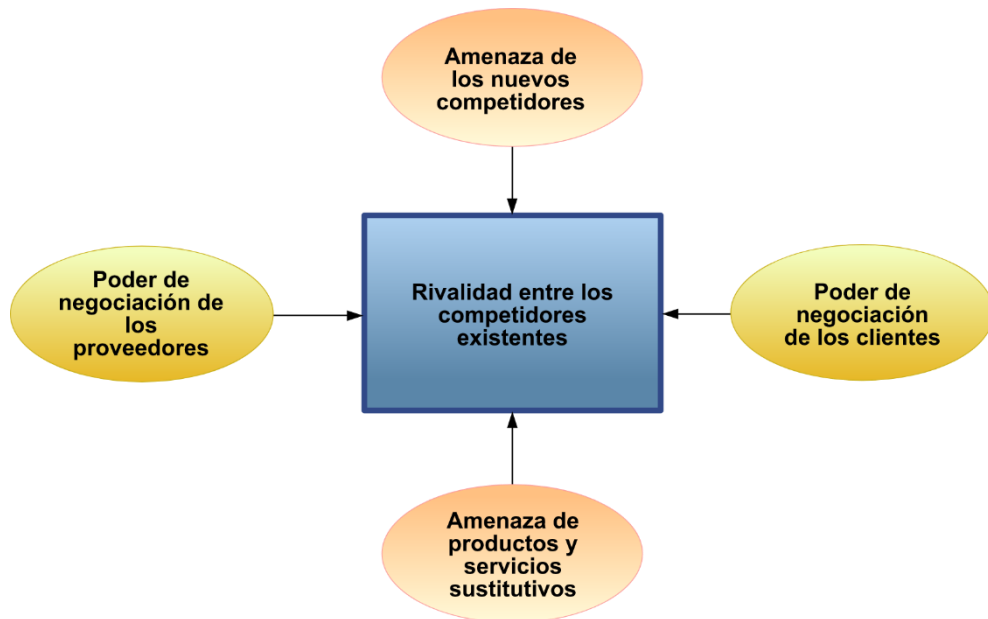 Amenaza de
los nuevos
competidores
Poder de
negociación de
los
proveedores
Rivalidad entre los
competidores
existentes
Poder de
negociación
de los clientes
Amenaza de
productos y
servicios
sustitutivos